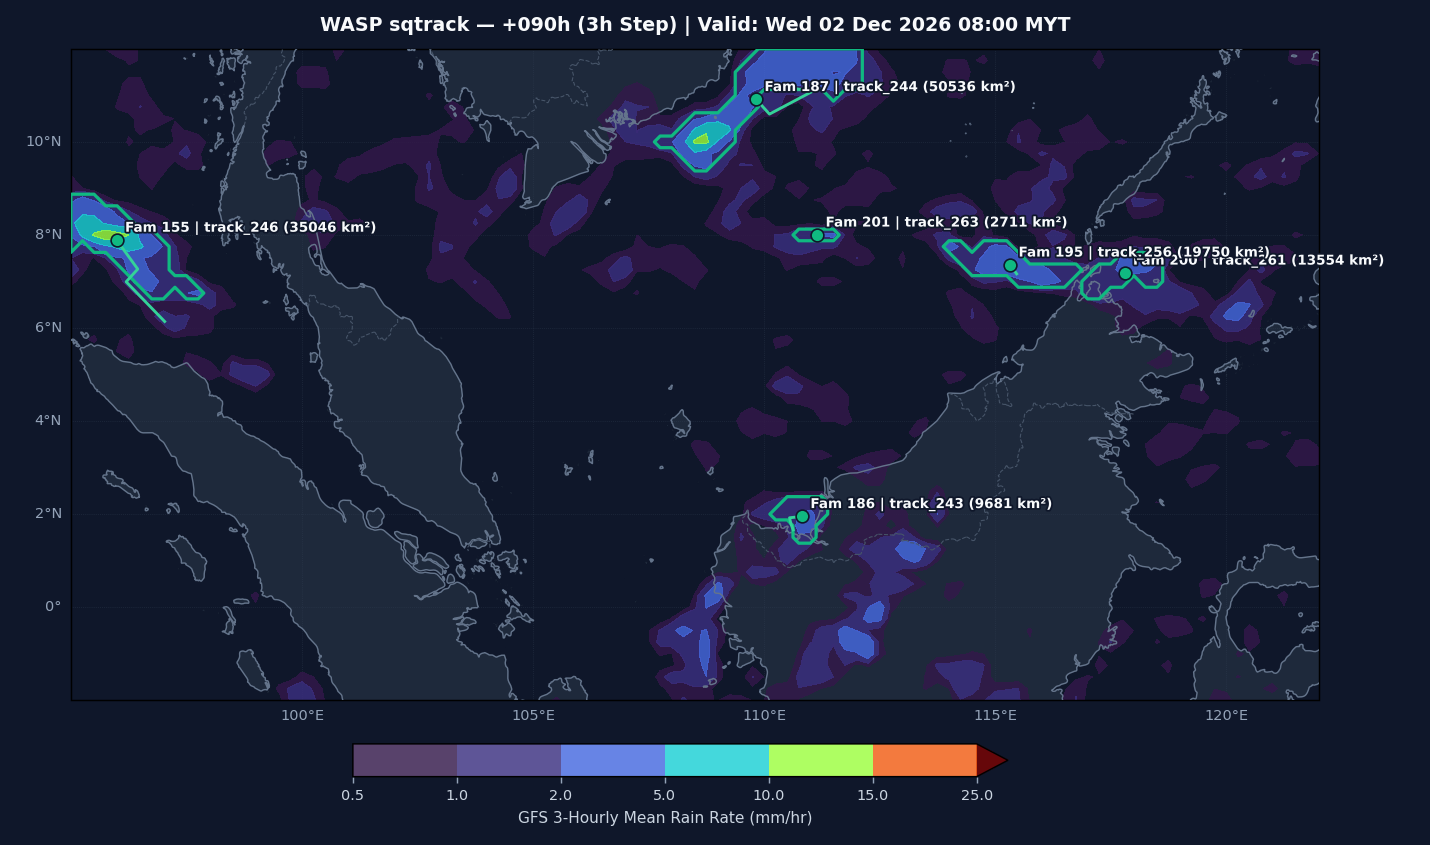 WASP sqtrack — +090h (3h Step) | Valid: Wed 02 Dec 2026 08:00 MYT
Fam 187 | track_244 (50536 km²)
10°N
Fam 155 | track_246 (35046 km²)
Fam 201 | track_263 (2711 km²)
8°N
Fam 195 | track_256 (19750 km²)
Fam 200 | track_261 (13554 km²)
6°N
4°N
Fam 186 | track_243 (9681 km²)
2°N
0°
100°E 105°E 110°E 115°E 120°E
0.5 1.0 2.0 5.0 10.0 15.0 25.0
GFS 3-Hourly Mean Rain Rate (mm/hr)